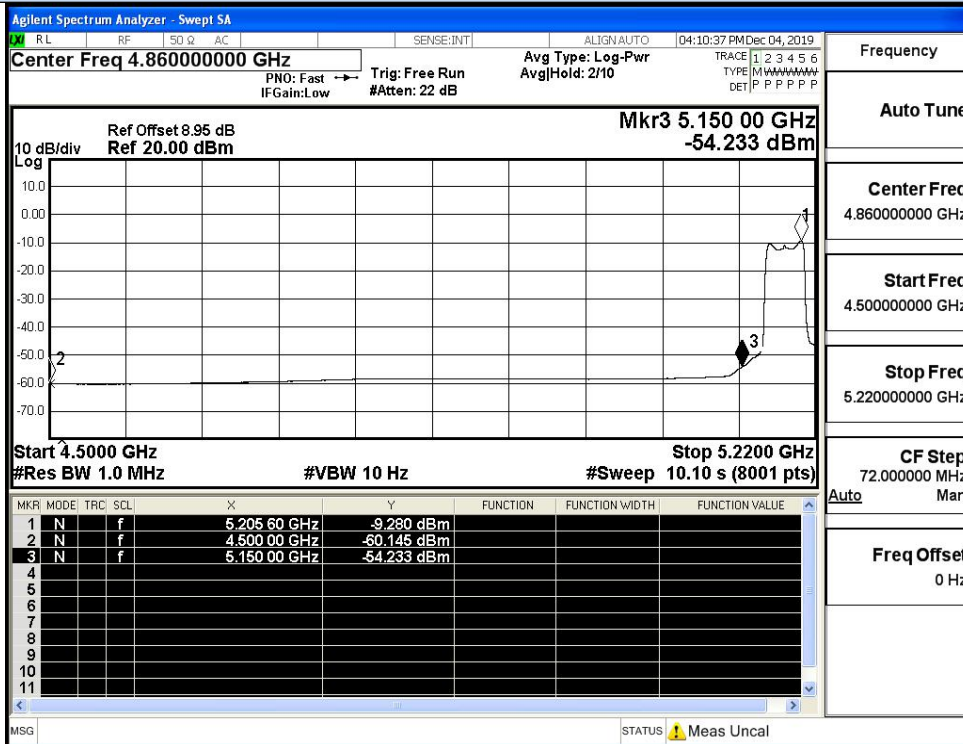 Agilent Spectrum Analyzer - Swept SA
LXI RL RF 50 Ω AC SENSE:INT ALIGNAUTO 04:10:37 PMDec 04, 2019
Center Freq 4.860000000 GHz
PNO: Fast
IFGain:Low
Trig: Free Run
#Atten: 22 dB
Avg Type: Log-Pwr
Avg|Hold: 2/10
TRACE 1 2 3 4 5 6
TYPE M WWWWW
DET P P P P P P
Mkr3 5.150 00 GHz
-54.233 dBm
Ref Offset 8.95 dB
10 dB/div Ref 20.00 dBm
Log
10.0
0.00
-10.0
-20.0
-30.0
-40.0
-50.0
-60.0
-70.0
1
2
3
Start 4.5000 GHz Stop 5.2200 GHz
#Res BW 1.0 MHz #VBW 10 Hz #Sweep 10.10 s (8001 pts)
MKR MODE TRC SCL X Y FUNCTION FUNCTION WIDTH FUNCTION VALUE
1 N f 5.205 60 GHz -9.280 dBm
2 N f 4.500 00 GHz -60.145 dBm
3 N f 5.150 00 GHz -54.233 dBm
4
5
6
7
8
9
10
11
MSG STATUS Meas Uncal
Frequency
Auto Tune
Center Freq
4.860000000 GHz
Start Freq
4.500000000 GHz
Stop Freq
5.220000000 GHz
CF Step
72.000000 MHz
Auto Man
Freq Offset
0 Hz